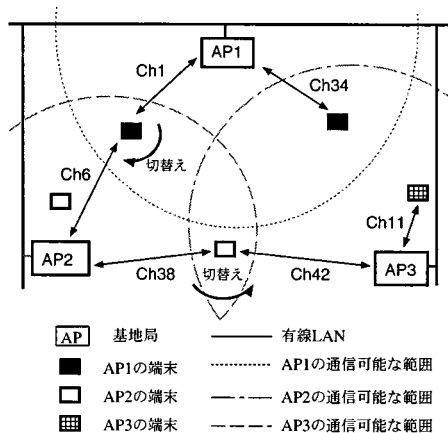 AP1
Ch1
Ch34
切替え
Ch6
Ch11
AP2
AP3
Ch38
切替え
Ch42
AP 基地局
有線LAN
AP1の端末
AP1の通信可能な範囲
AP2の端末
AP2の通信可能な範囲
AP3の端末
AP3の通信可能な範囲